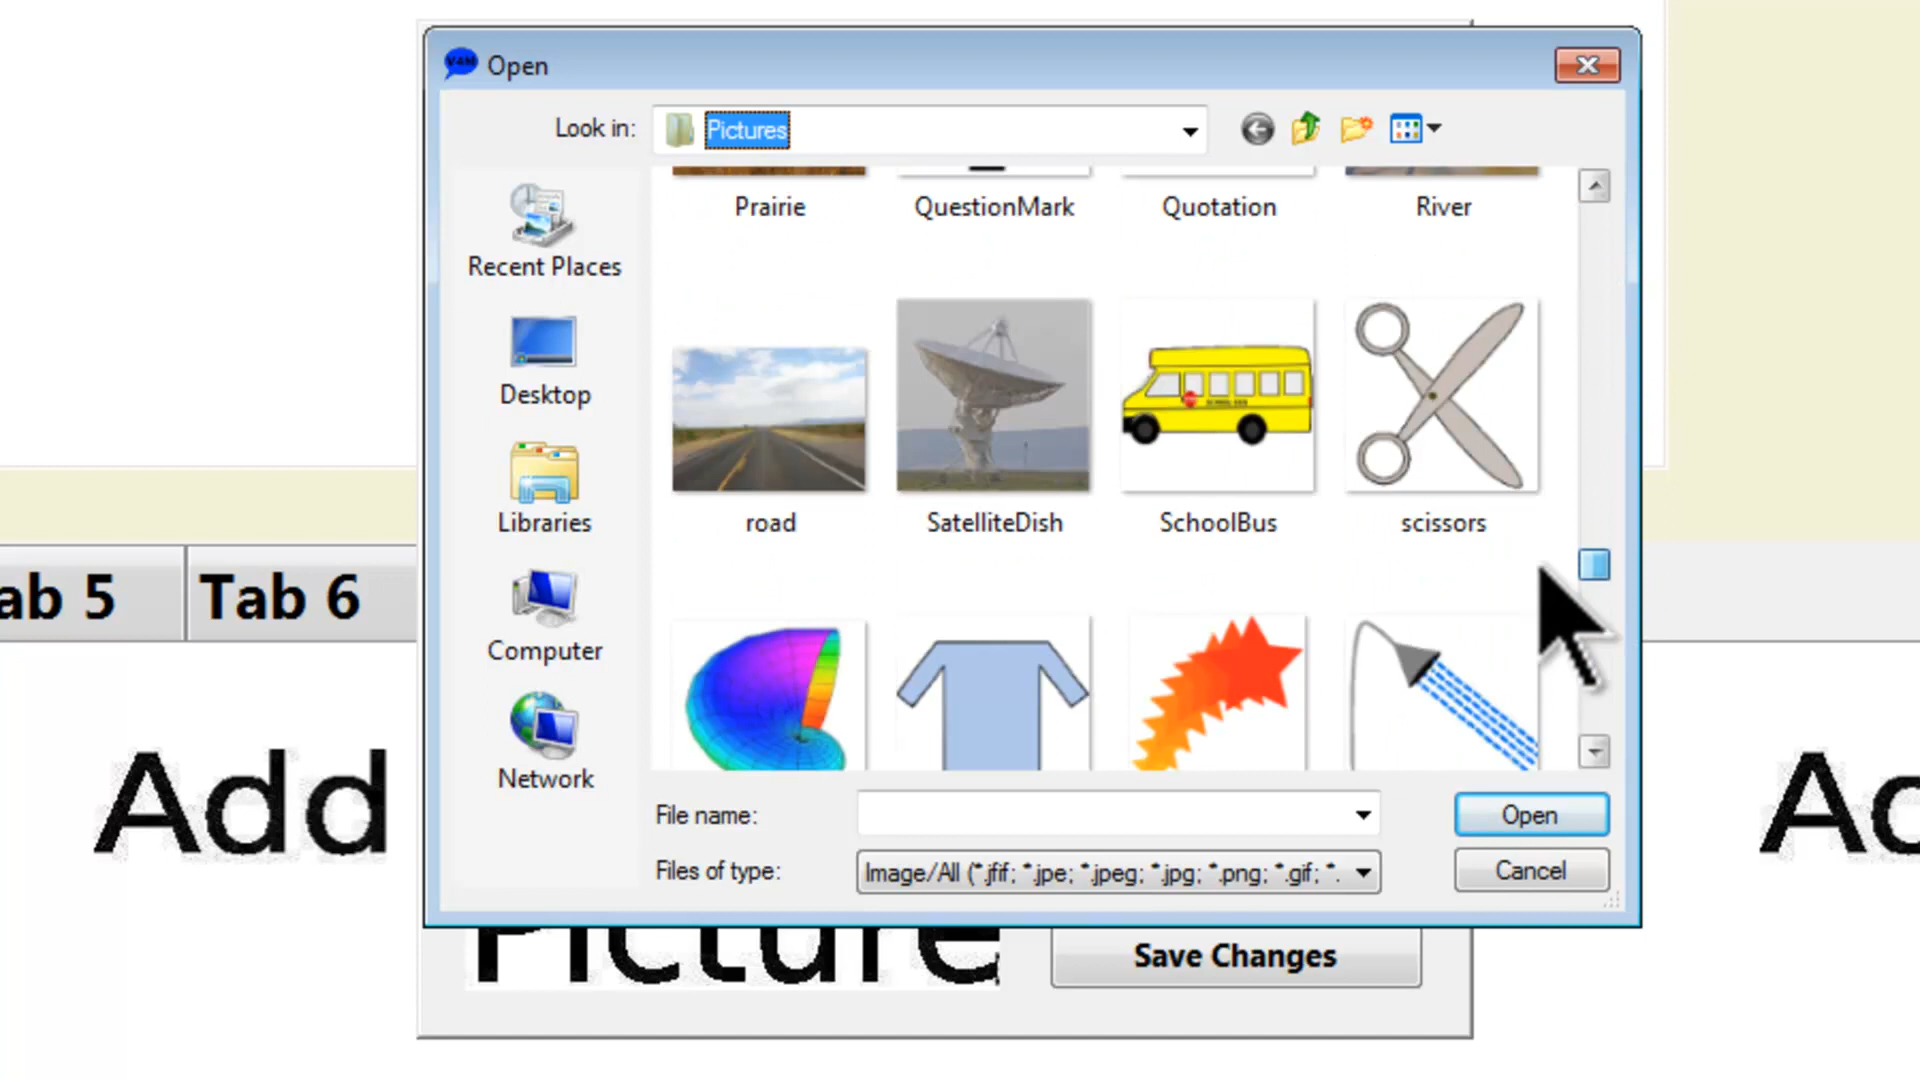 Open
Look in:
Pictures
Prairie
QuestionMark
Quotation
River
Recent Places
Desktop
Libraries
Computer
Network
road
SatelliteDish
SchoolBus
scissors
File name:
Open
Files of type:
Image/All (*.jfif; *.jpe; *.jpeg; *.jpg; *.png; *.gif; *.
Cancel
ab 5
Tab 6
Add
Ad
Picture
Save Changes